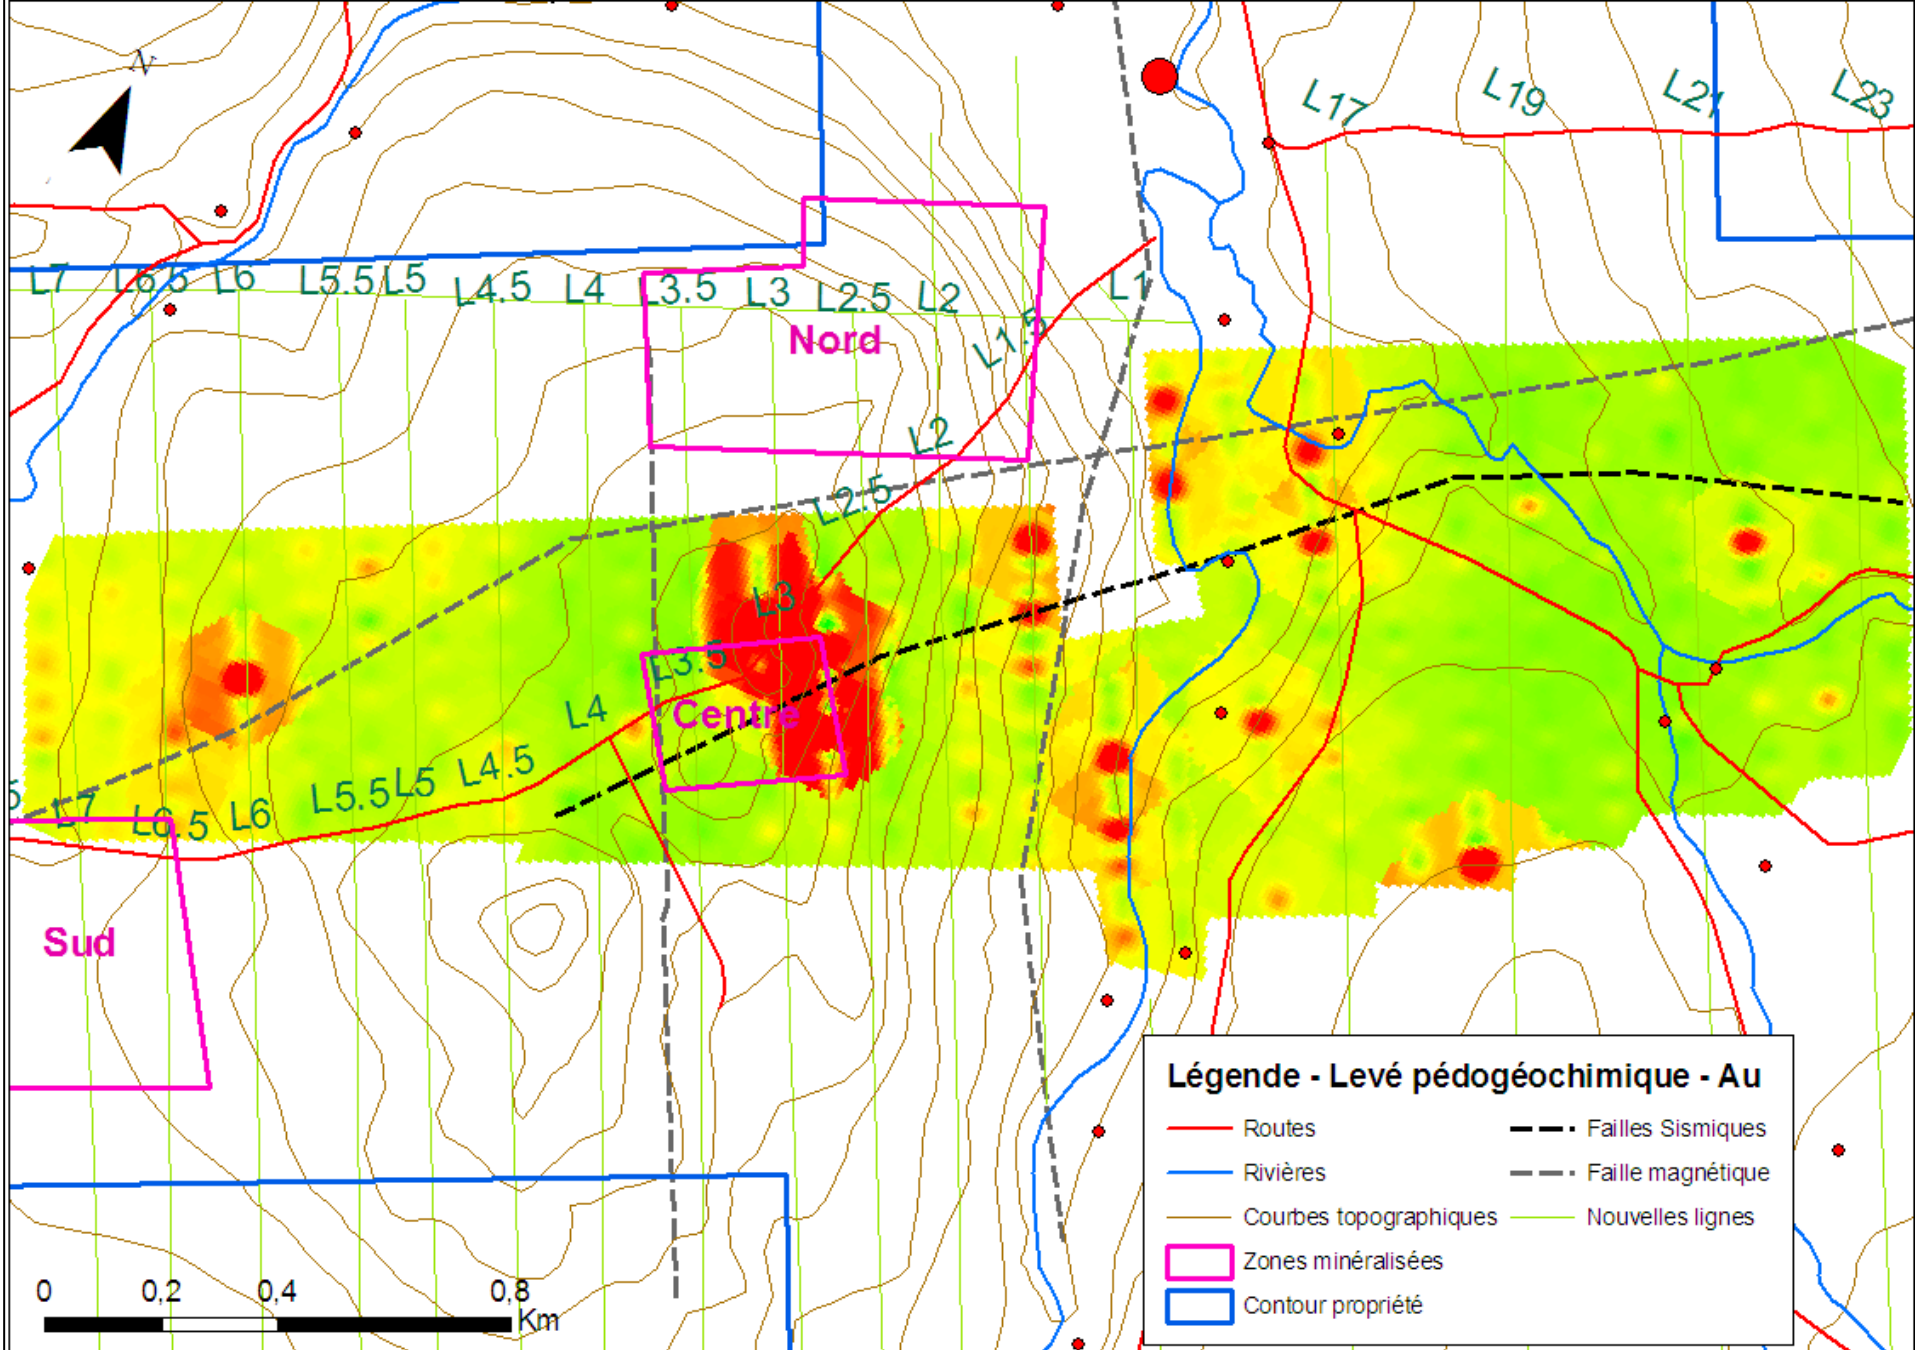 N
L17
L19
L21
L23
L7
L6.5
L6
L5.5
L5
L4.5
L4
L3.5
L3
L2.5
L2
L1
Nord
L1.5
L2
L2.5
L3
L3.5
Centre
L4
L4.5
L5
L5.5
L6
L6.5
L7
5
Sud
Légende - Levé pédogéochimique - Au
Routes
Failles Sismiques
Rivières
Faille magnétique
Courbes topographiques
Nouvelles lignes
Zones minéralisées
Contour propriété
0 0,2 0,4 0,8
Km